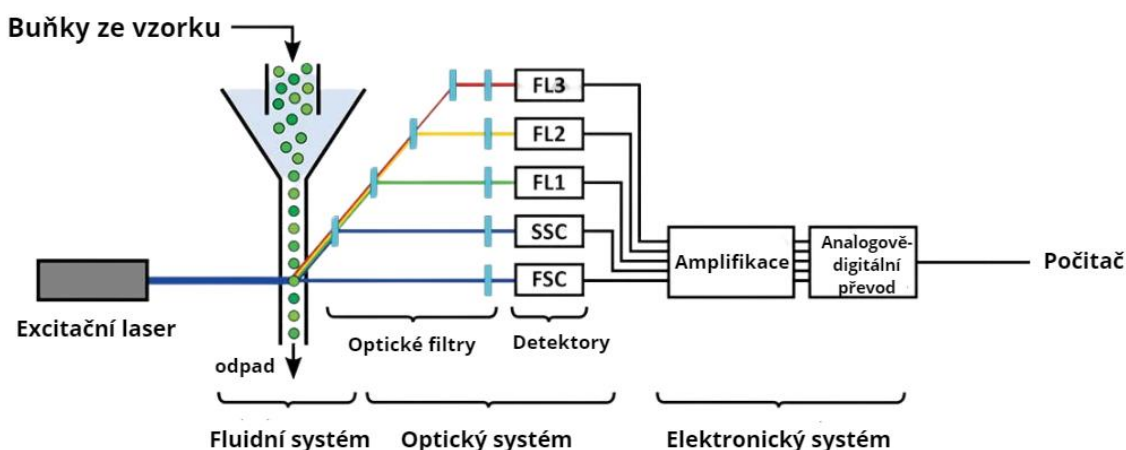 Buňky ze vzorku
FL3
FL2
FL1
SSC
FSC
Amplifikace
Analogově-
digitální
převod
Počitač
Excitační laser
Optické filtry
Detektory
odpad
Fluidní systém
Optický systém
Elektronický systém